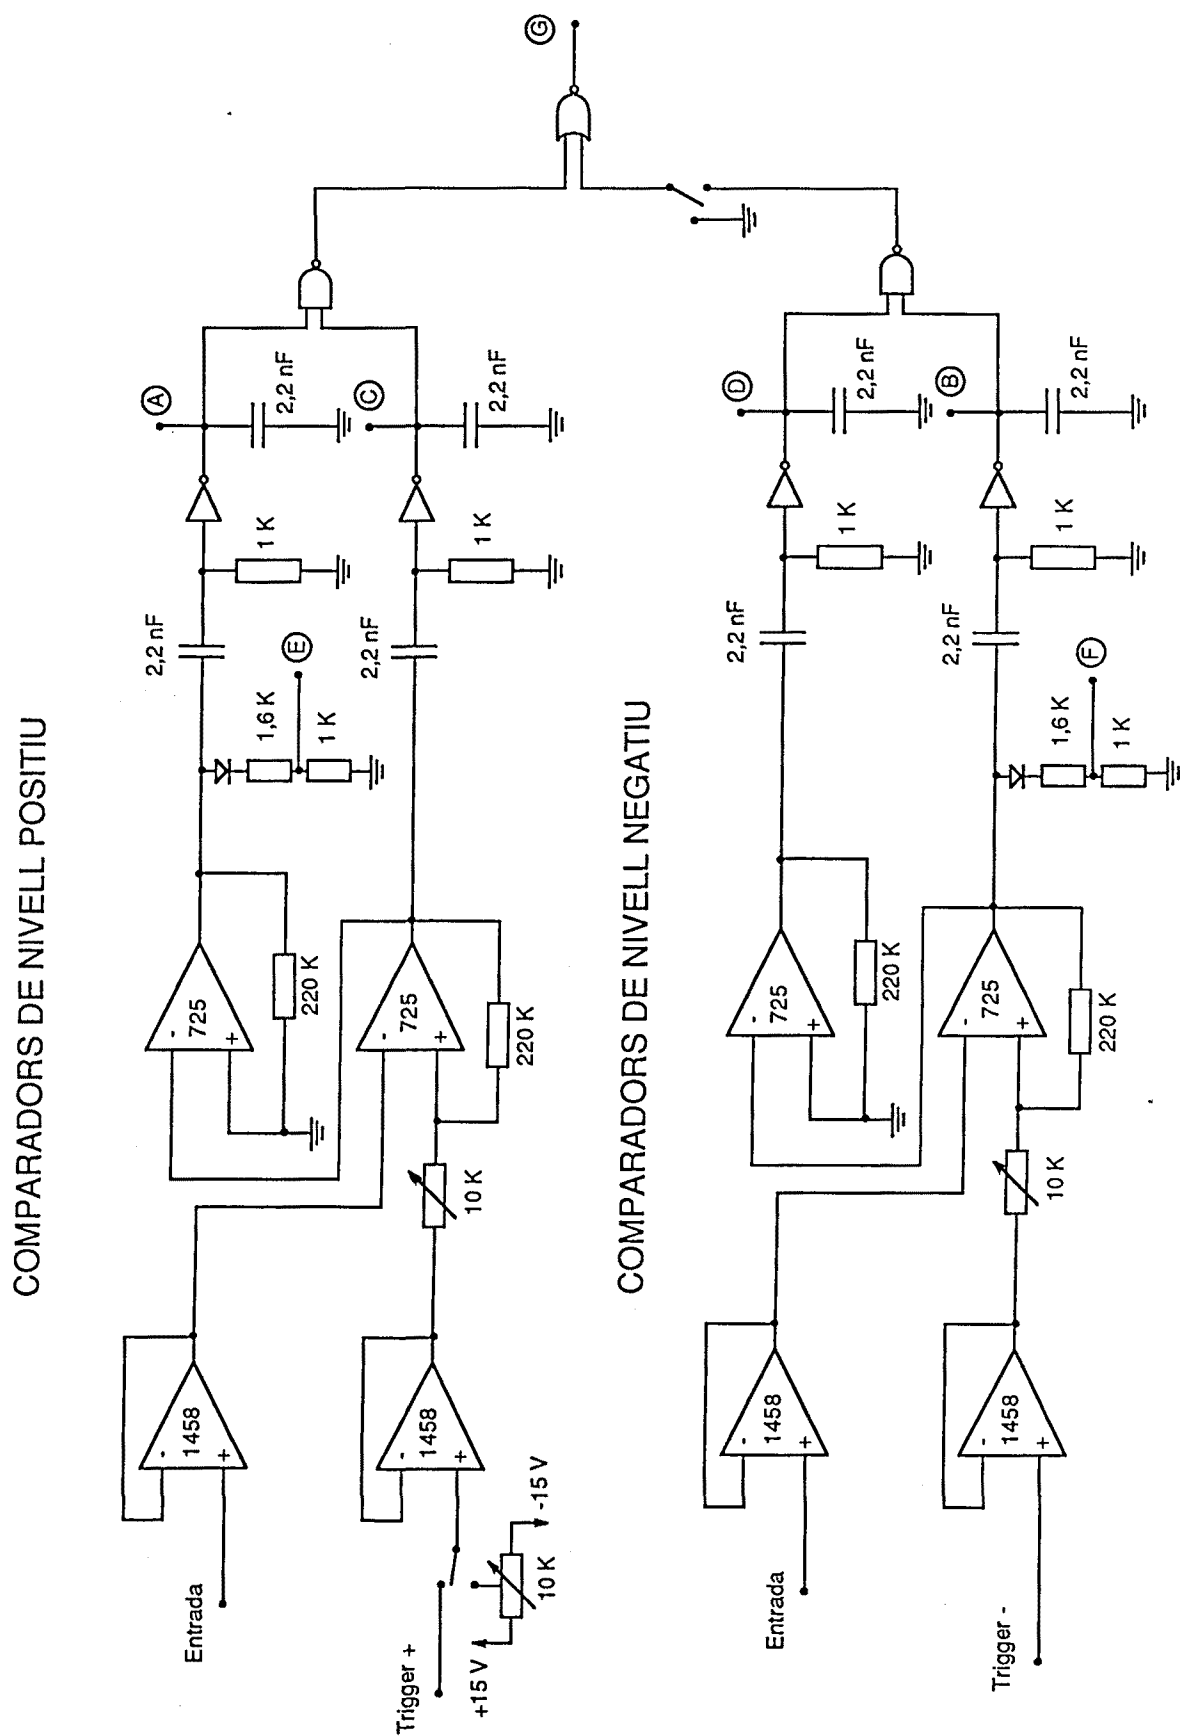 COMPARADORS DE NIVELL POSITIU
Entrada
-
+
1458
-
+
725
220 K
1,6 K
1 K
E
2,2 nF
1 K
A
2,2 nF
Trigger +
+15 V
10 K
-15 V
-
+
1458
10 K
-
+
725
220 K
2,2 nF
1 K
C
2,2 nF
G
COMPARADORS DE NIVELL NEGATIU
Entrada
-
+
1458
-
+
725
220 K
2,2 nF
1 K
D
2,2 nF
Trigger -
-
+
1458
10 K
-
+
725
220 K
1,6 K
1 K
F
2,2 nF
1 K
B
2,2 nF